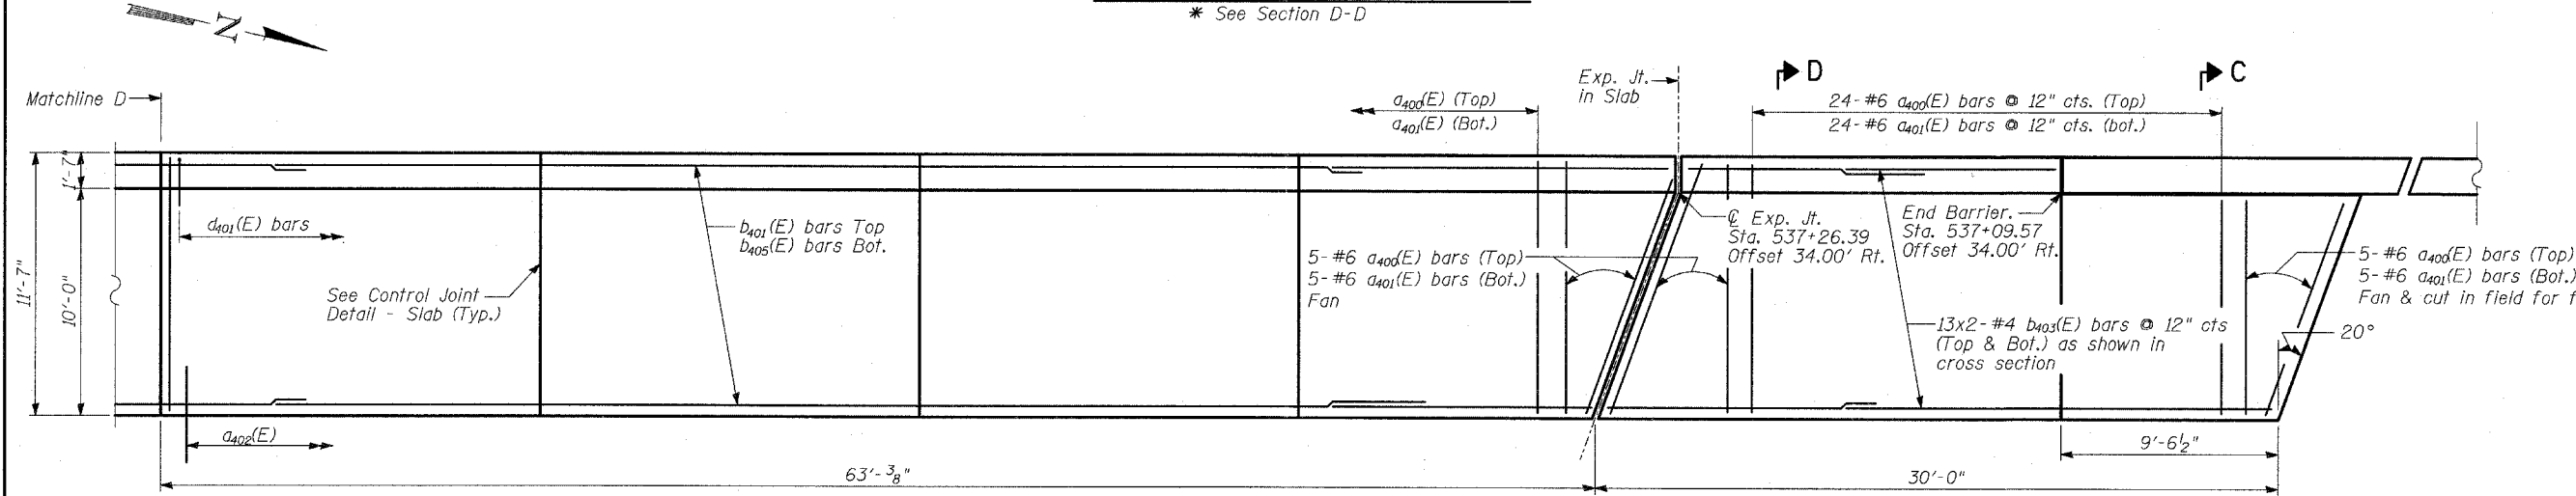 * See Section D-D
N
Matchline D
Exp. Jt.
in Slab
D
C
a400(E) (Top)
a401(E) (Bot.)
24-#6 a400(E) bars @ 12" cts. (Top)
24-#6 a401(E) bars @ 12" cts. (bot.)
1'-7"
11'-7"
10'-0"
d401(E) bars
b401(E) bars Top
b405(E) bars Bot.
See Control Joint
Detail - Slab (Typ.)
5-#6 a400(E) bars (Top)
5-#6 a401(E) bars (Bot.)
Fan
℄ Exp. Jt.
Sta. 537+26.39
Offset 34.00' Rt.
End Barrier.
Sta. 537+09.57
Offset 34.00' Rt.
5-#6 a400(E) bars (Top)
5-#6 a401(E) bars (Bot.)
Fan & cut in field for f
13x2-#4 b403(E) bars @ 12" cts
(Top & Bot.) as shown in
cross section
20°
a402(E)
9'-6½"
63'-⅜"
30'-0"